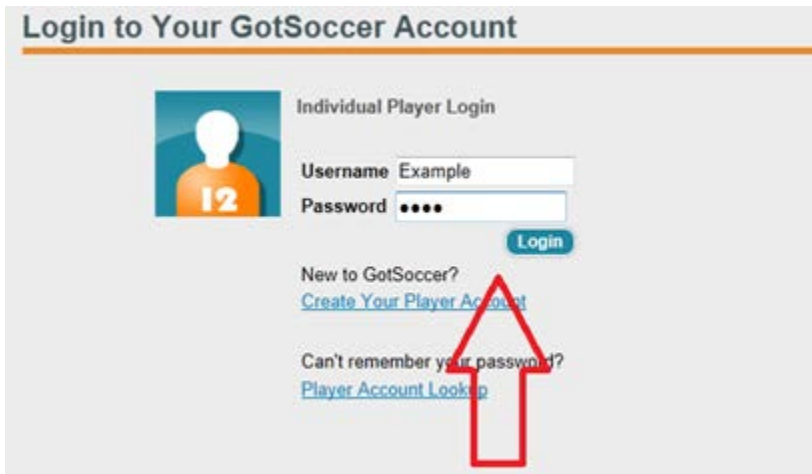 Login to Your GotSoccer Account
Individual Player Login
Username Example
12
Password ••••
Login
New to GotSoccer?
Create Your Player Account
Can't remember your password?
Player Account Lookup